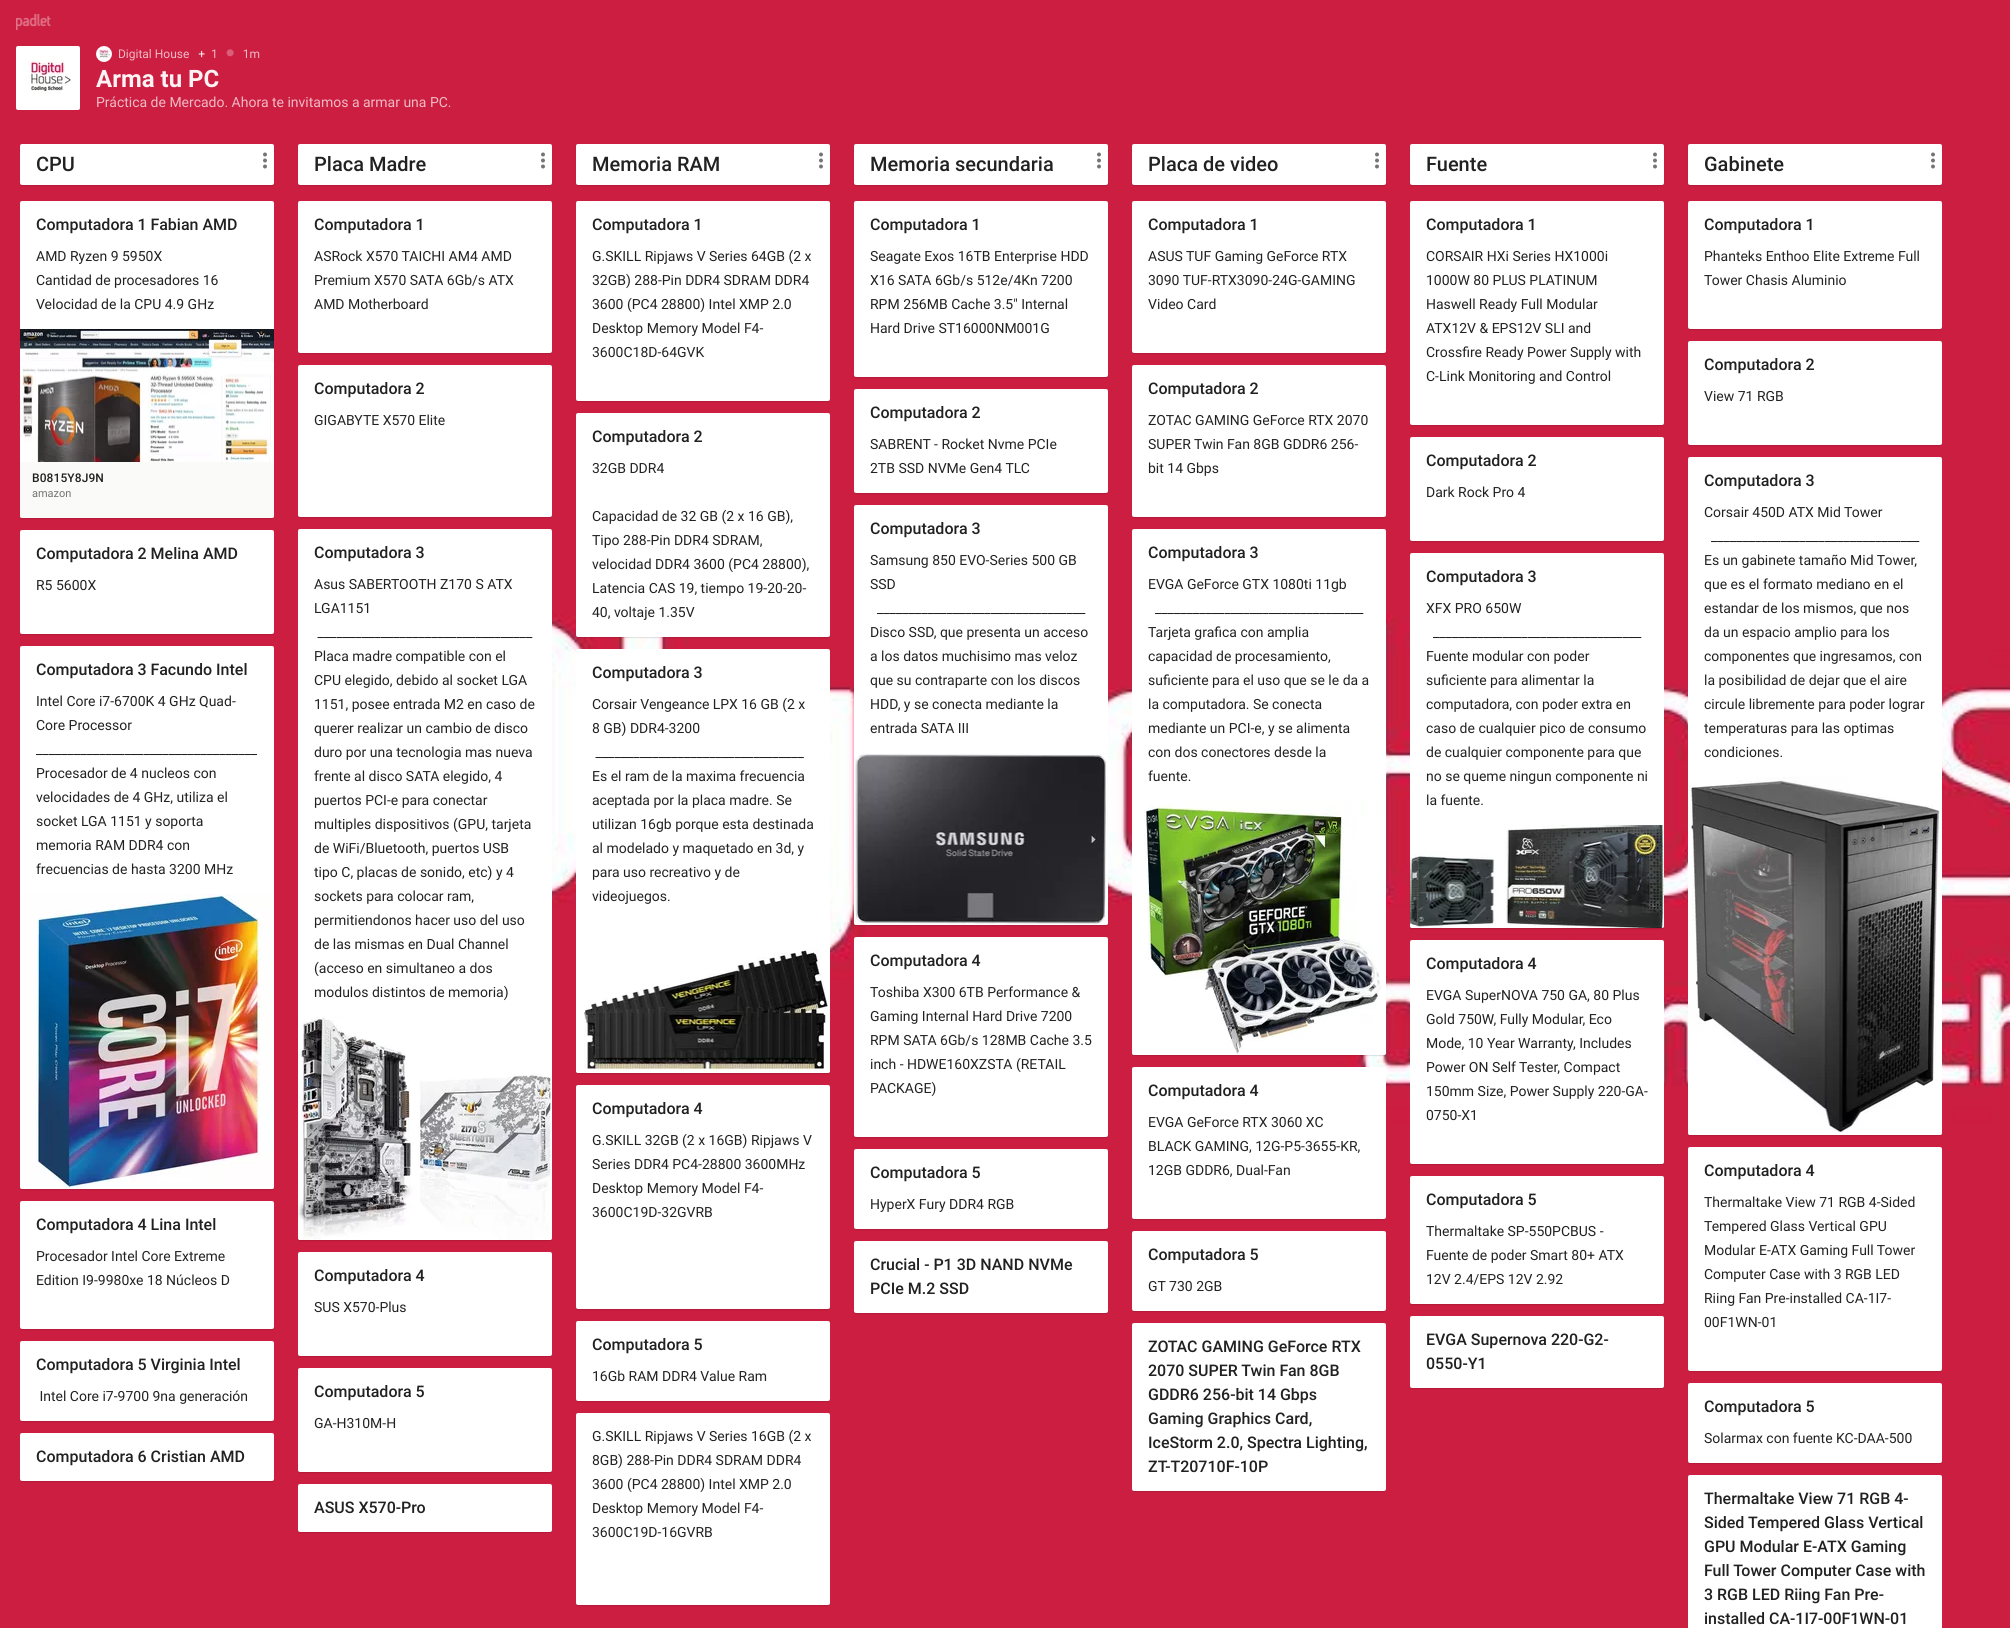 padlet
Digital
House>
Coding School
Digital House + 1 1m
Arma tu PC
Práctica de Mercado. Ahora te invitamos a armar una PC.
CPU
Computadora 1 Fabian AMD
AMD Ryzen 9 5950X
Cantidad de procesadores 16
Velocidad de la CPU 4.9 GHz
amazon
AMD Ryzen 9 5950X 16-core,
32-Thread Unlocked Desktop
Processor
AMD
RYZEN
B0815Y8J9N
amazon
Computadora 2 Melina AMD
R5 5600X
Computadora 3 Facundo Intel
Intel Core i7-6700K 4 GHz Quad-
Core Processor
Procesador de 4 nucleos con
velocidades de 4 GHz, utiliza el
socket LGA 1151 y soporta
memoria RAM DDR4 con
frecuencias de hasta 3200 MHz
intel
intel
Desktop Processor
CORE i7
UNLOCKED
Computadora 4 Lina Intel
Procesador Intel Core Extreme
Edition I9-9980xe 18 Núcleos D
Computadora 5 Virginia Intel
Intel Core i7-9700 9na generación
Computadora 6 Cristian AMD
Placa Madre
Computadora 1
ASRock X570 TAICHI AM4 AMD
Premium X570 SATA 6Gb/s ATX
AMD Motherboard
Computadora 2
GIGABYTE X570 Elite
Computadora 3
Asus SABERTOOTH Z170 S ATX
LGA1151
Placa madre compatible con el
CPU elegido, debido al socket LGA
1151, posee entrada M2 en caso de
querer realizar un cambio de disco
duro por una tecnologia mas nueva
frente al disco SATA elegido, 4
puertos PCI-e para conectar
multiples dispositivos (GPU, tarjeta
de WiFi/Bluetooth, puertos USB
tipo C, placas de sonido, etc) y 4
sockets para colocar ram,
permitiendonos hacer uso del uso
de las mismas en Dual Channel
(acceso en simultaneo a dos
modulos distintos de memoria)
Z170 S
SABERTOOTH
ASUS
Computadora 4
SUS X570-Plus
Computadora 5
GA-H310M-H
ASUS X570-Pro
Memoria RAM
Computadora 1
G.SKILL Ripjaws V Series 64GB (2 x
32GB) 288-Pin DDR4 SDRAM DDR4
3600 (PC4 28800) Intel XMP 2.0
Desktop Memory Model F4-
3600C18D-64GVK
Computadora 2
32GB DDR4
Capacidad de 32 GB (2 x 16 GB),
Tipo 288-Pin DDR4 SDRAM,
velocidad DDR4 3600 (PC4 28800),
Latencia CAS 19, tiempo 19-20-20-
40, voltaje 1.35V
Computadora 3
Corsair Vengeance LPX 16 GB (2 x
8 GB) DDR4-3200
Es el ram de la maxima frecuencia
aceptada por la placa madre. Se
utilizan 16gb porque esta destinada
al modelado y maquetado en 3d, y
para uso recreativo y de
videojuegos.
VENGEANCE
LPX
DDR4
VENGEANCE
LPX
DDR4
Computadora 4
G.SKILL 32GB (2 x 16GB) Ripjaws V
Series DDR4 PC4-28800 3600MHz
Desktop Memory Model F4-
3600C19D-32GVRB
Computadora 5
16Gb RAM DDR4 Value Ram
G.SKILL Ripjaws V Series 16GB (2 x
8GB) 288-Pin DDR4 SDRAM DDR4
3600 (PC4 28800) Intel XMP 2.0
Desktop Memory Model F4-
3600C19D-16GVRB
Memoria secundaria
Computadora 1
Seagate Exos 16TB Enterprise HDD
X16 SATA 6Gb/s 512e/4Kn 7200
RPM 256MB Cache 3.5" Internal
Hard Drive ST16000NM001G
Computadora 2
SABRENT - Rocket Nvme PCIe
2TB SSD NVMe Gen4 TLC
Computadora 3
Samsung 850 EVO-Series 500 GB
SSD
Disco SSD, que presenta un acceso
a los datos muchisimo mas veloz
que su contraparte con los discos
HDD, y se conecta mediante la
entrada SATA III
SAMSUNG
Solid State Drive
Computadora 4
Toshiba X300 6TB Performance &
Gaming Internal Hard Drive 7200
RPM SATA 6Gb/s 128MB Cache 3.5
inch - HDWE160XZSTA (RETAIL
PACKAGE)
Computadora 5
HyperX Fury DDR4 RGB
Crucial - P1 3D NAND NVMe
PCIe M.2 SSD
Placa de video
Computadora 1
ASUS TUF Gaming GeForce RTX
3090 TUF-RTX3090-24G-GAMING
Video Card
Computadora 2
ZOTAC GAMING GeForce RTX 2070
SUPER Twin Fan 8GB GDDR6 256-
bit 14 Gbps
Computadora 3
EVGA GeForce GTX 1080ti 11gb
Tarjeta grafica con amplia
capacidad de procesamiento,
suficiente para el uso que se le da a
la computadora. Se conecta
mediante un PCI-e, y se alimenta
con dos conectores desde la
fuente.
EVGA icx
VR
GEFORCE
GTX 1080Ti
Computadora 4
EVGA GeForce RTX 3060 XC
BLACK GAMING, 12G-P5-3655-KR,
12GB GDDR6, Dual-Fan
Computadora 5
GT 730 2GB
ZOTAC GAMING GeForce RTX
2070 SUPER Twin Fan 8GB
GDDR6 256-bit 14 Gbps
Gaming Graphics Card,
IceStorm 2.0, Spectra Lighting,
ZT-T20710F-10P
Fuente
Computadora 1
CORSAIR HXi Series HX1000i
1000W 80 PLUS PLATINUM
Haswell Ready Full Modular
ATX12V & EPS12V SLI and
Crossfire Ready Power Supply with
C-Link Monitoring and Control
Computadora 2
Dark Rock Pro 4
Computadora 3
XFX PRO 650W
Fuente modular con poder
suficiente para alimentar la
computadora, con poder extra en
caso de cualquier pico de consumo
de cualquier componente para que
no se queme ningun componente ni
la fuente.
XFX
PRO650W
Computadora 4
EVGA SuperNOVA 750 GA, 80 Plus
Gold 750W, Fully Modular, Eco
Mode, 10 Year Warranty, Includes
Power ON Self Tester, Compact
150mm Size, Power Supply 220-GA-
0750-X1
Computadora 5
Thermaltake SP-550PCBUS -
Fuente de poder Smart 80+ ATX
12V 2.4/EPS 12V 2.92
EVGA Supernova 220-G2-
0550-Y1
Gabinete
Computadora 1
Phanteks Enthoo Elite Extreme Full
Tower Chasis Aluminio
Computadora 2
View 71 RGB
Computadora 3
Corsair 450D ATX Mid Tower
Es un gabinete tamaño Mid Tower,
que es el formato mediano en el
estandar de los mismos, que nos
da un espacio amplio para los
componentes que ingresamos, con
la posibilidad de dejar que el aire
circule libremente para poder lograr
temperaturas para las optimas
condiciones.
Computadora 4
Thermaltake View 71 RGB 4-Sided
Tempered Glass Vertical GPU
Modular E-ATX Gaming Full Tower
Computer Case with 3 RGB LED
Riing Fan Pre-installed CA-1I7-
00F1WN-01
Computadora 5
Solarmax con fuente KC-DAA-500
Thermaltake View 71 RGB 4-
Sided Tempered Glass Vertical
GPU Modular E-ATX Gaming
Full Tower Computer Case with
3 RGB LED Riing Fan Pre-
installed CA-1I7-00F1WN-01